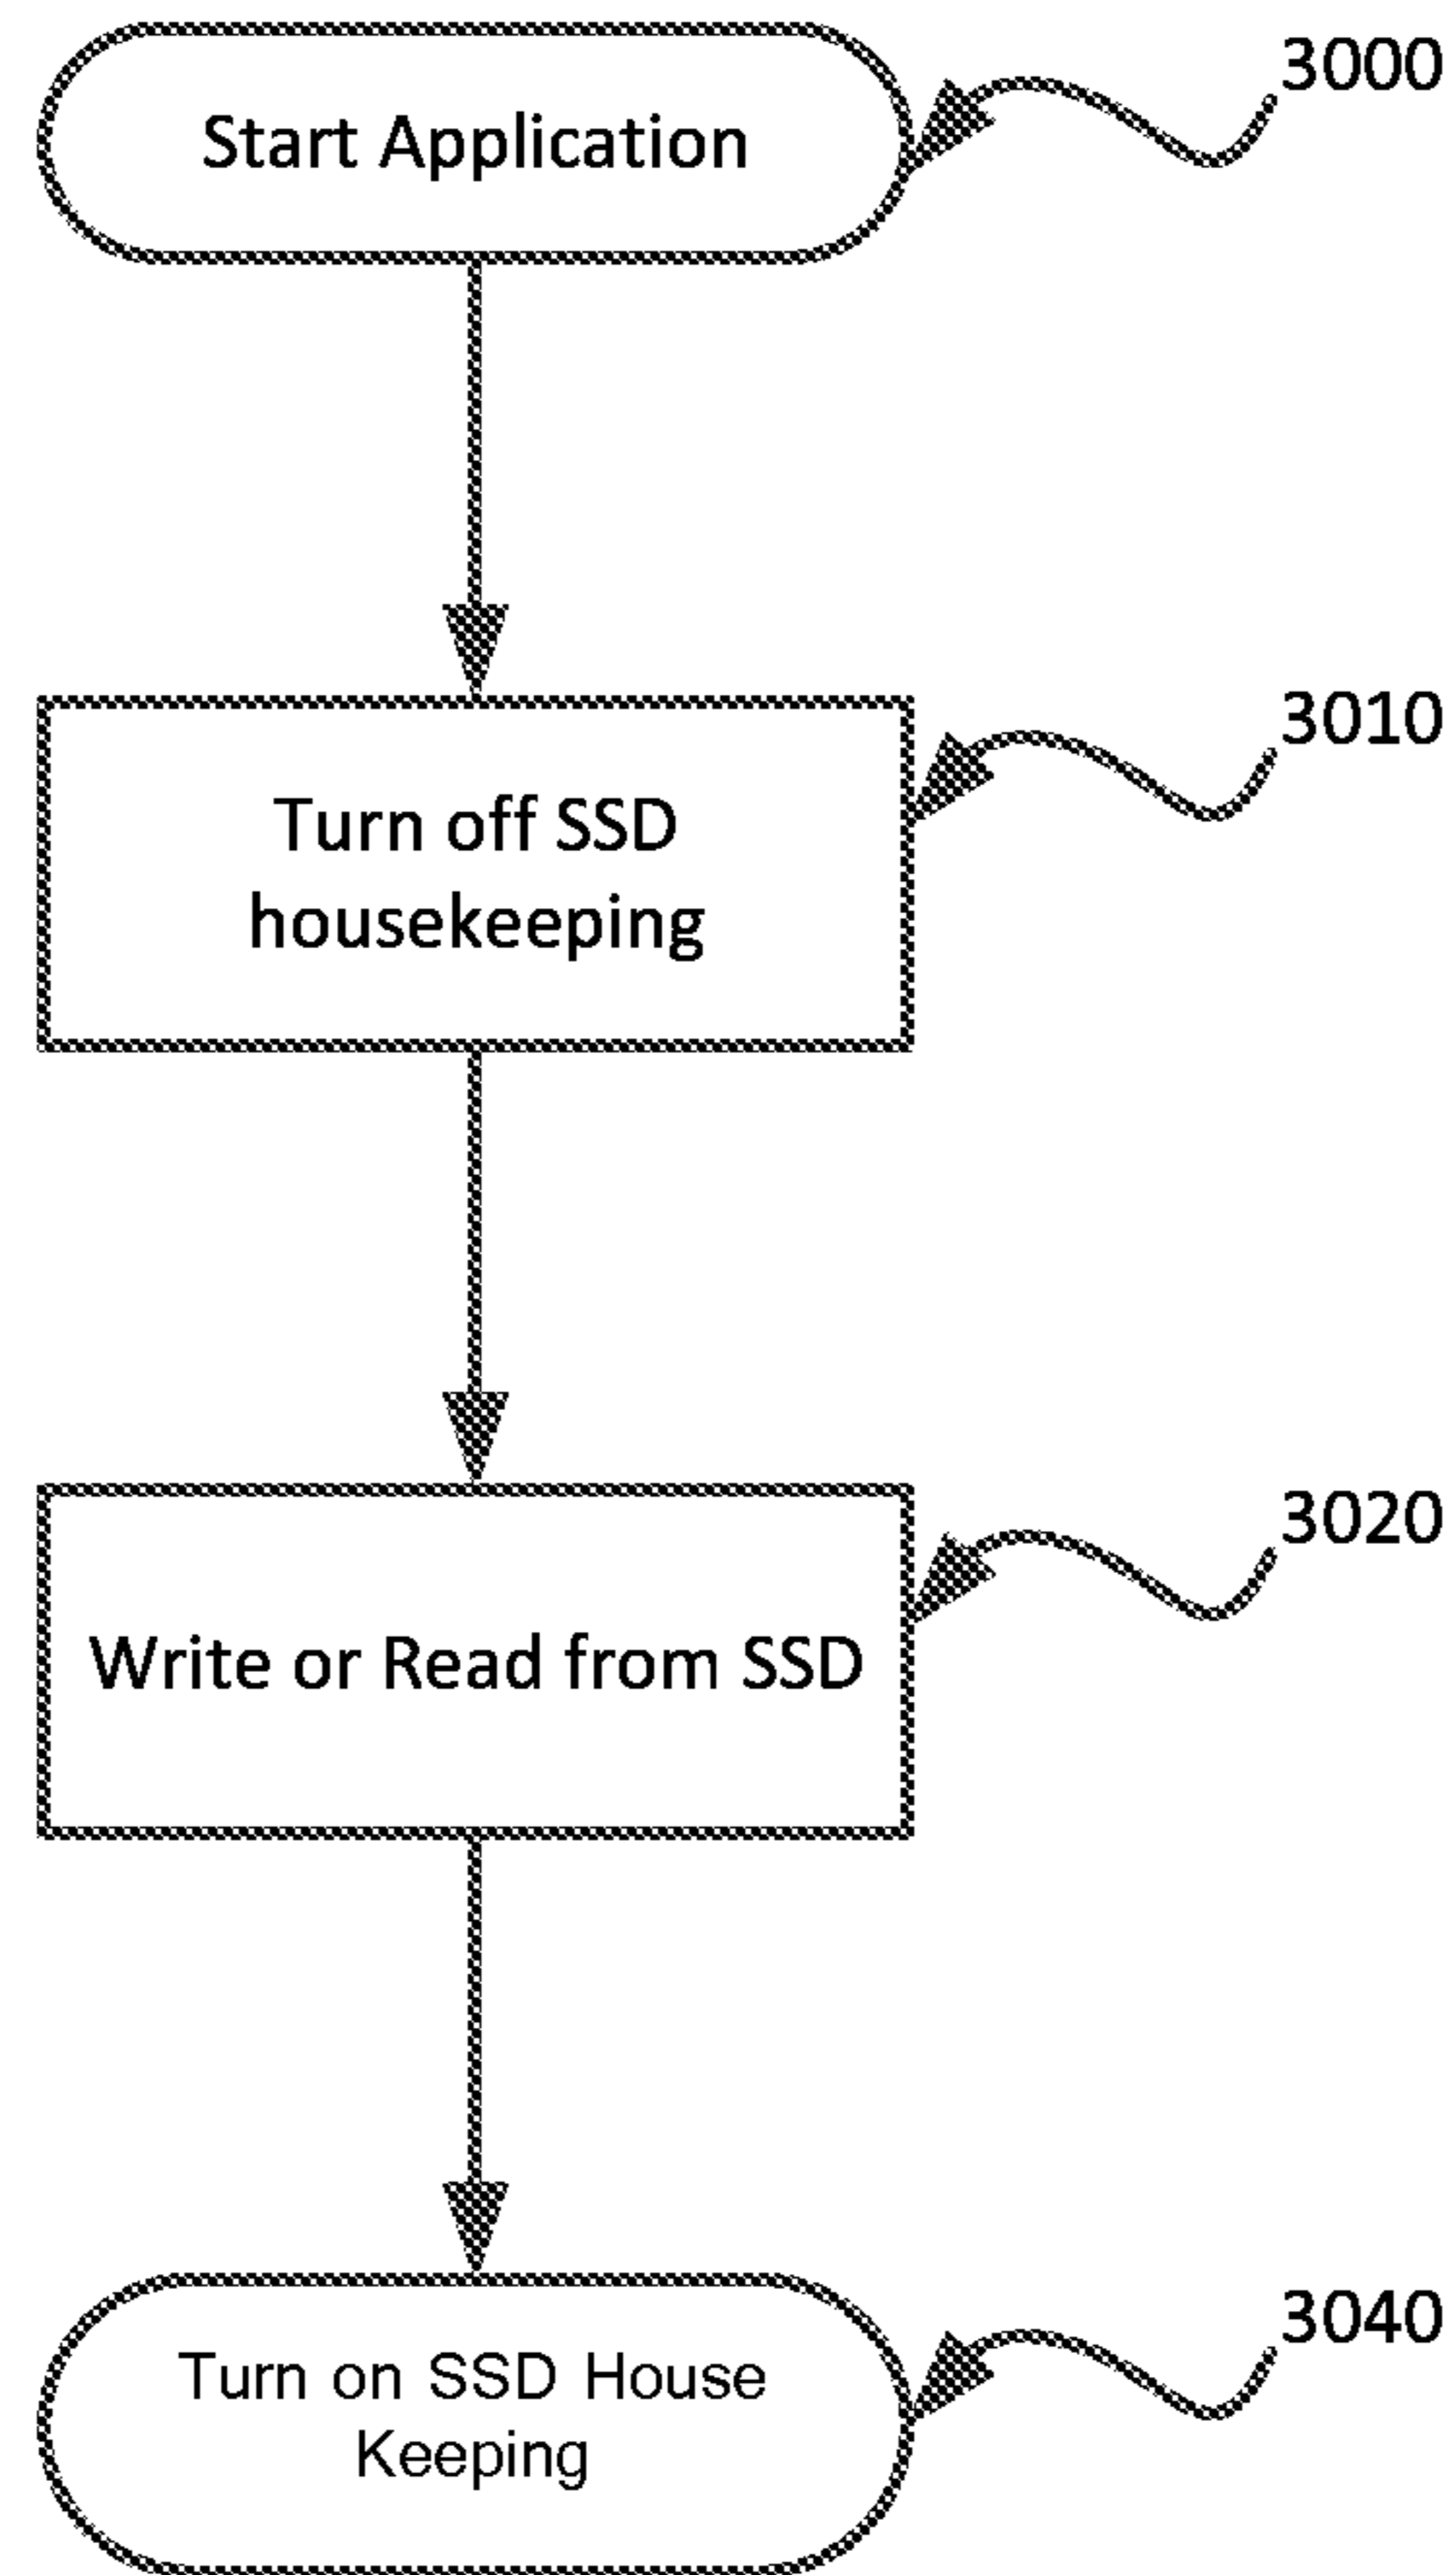 Start Application
3000
Turn off SSD
housekeeping
3010
Write or Read from SSD
3020
Turn on SSD House
Keeping
3040